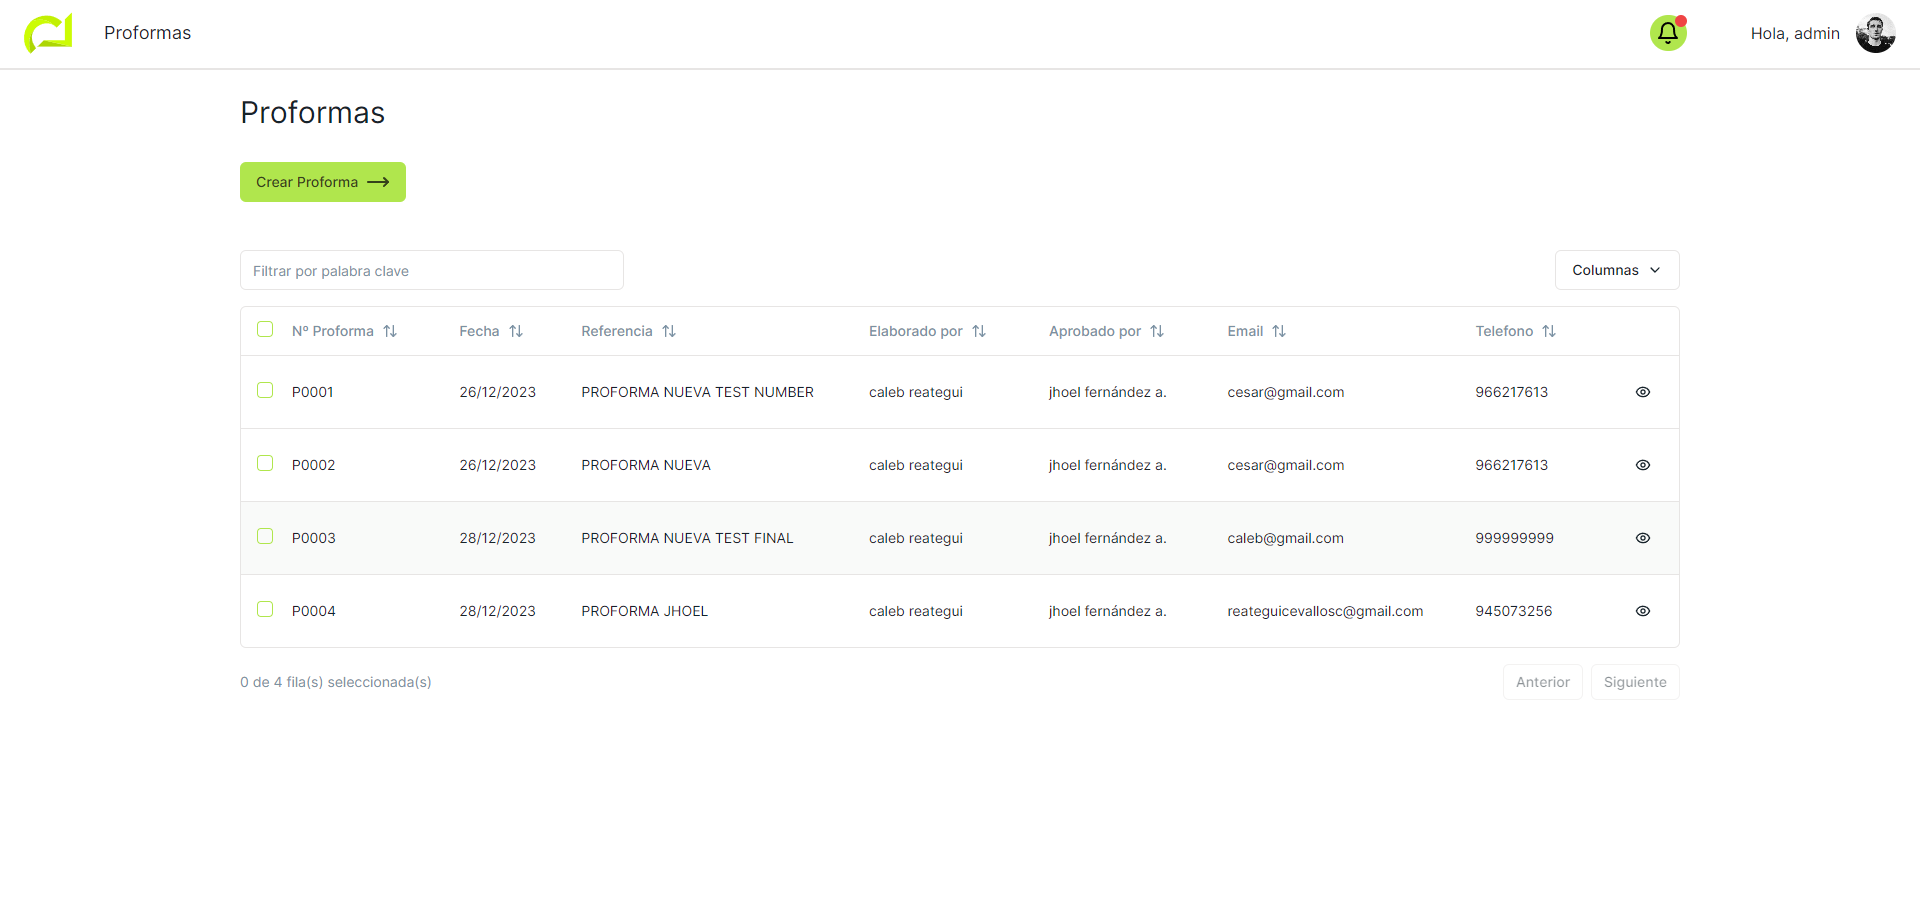 Proformas
Hola, admin
Proformas
Crear Proforma
Filtrar por palabra clave
Columnas
Nº Proforma Fecha Referencia Elaborado por Aprobado por Email Telefono
P0001 26/12/2023 PROFORMA NUEVA TEST NUMBER caleb reategui jhoel fernández a. cesar@gmail.com 966217613
P0002 26/12/2023 PROFORMA NUEVA caleb reategui jhoel fernández a. cesar@gmail.com 966217613
P0003 28/12/2023 PROFORMA NUEVA TEST FINAL caleb reategui jhoel fernández a. caleb@gmail.com 999999999
P0004 28/12/2023 PROFORMA JHOEL caleb reategui jhoel fernández a. reateguicevallosc@gmail.com 945073256
0 de 4 fila(s) seleccionada(s)
Anterior Siguiente